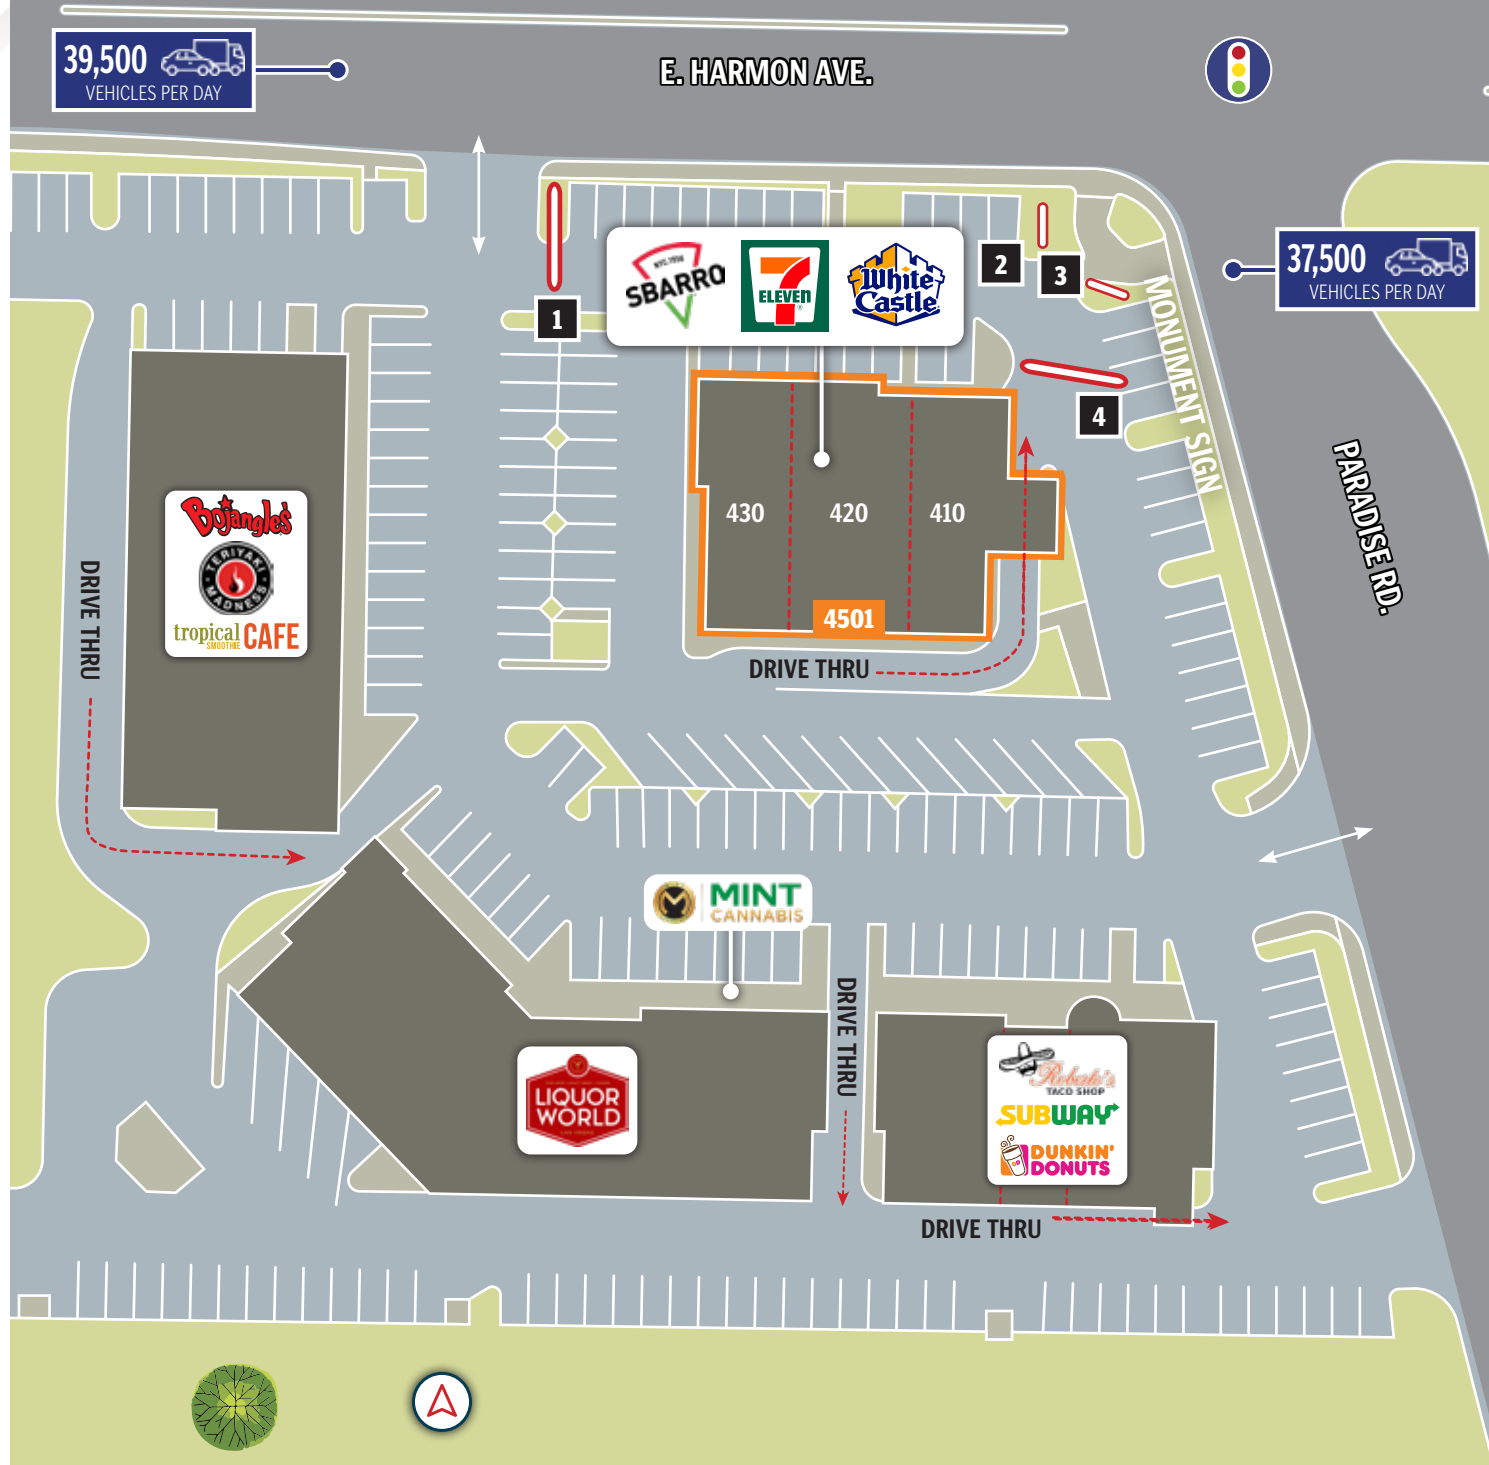 39,500
VEHICLES PER DAY
E. HARMON AVE.
37,500
VEHICLES PER DAY
1
2
3
4
SBARRO
7
ELEVEN
White
Castle
MONUMENT SIGN
PARADISE RD.
430
420
410
4501
DRIVE THRU
Bojangles
TERIYAKI
MADNESS
tropical
SMOOTHIE
CAFE
DRIVE THRU
MINT
CANNABIS
DRIVE THRU
LIQUOR
WORLD
Roberto's
TACO SHOP
SUBWAY
DUNKIN'
DONUTS
DRIVE THRU